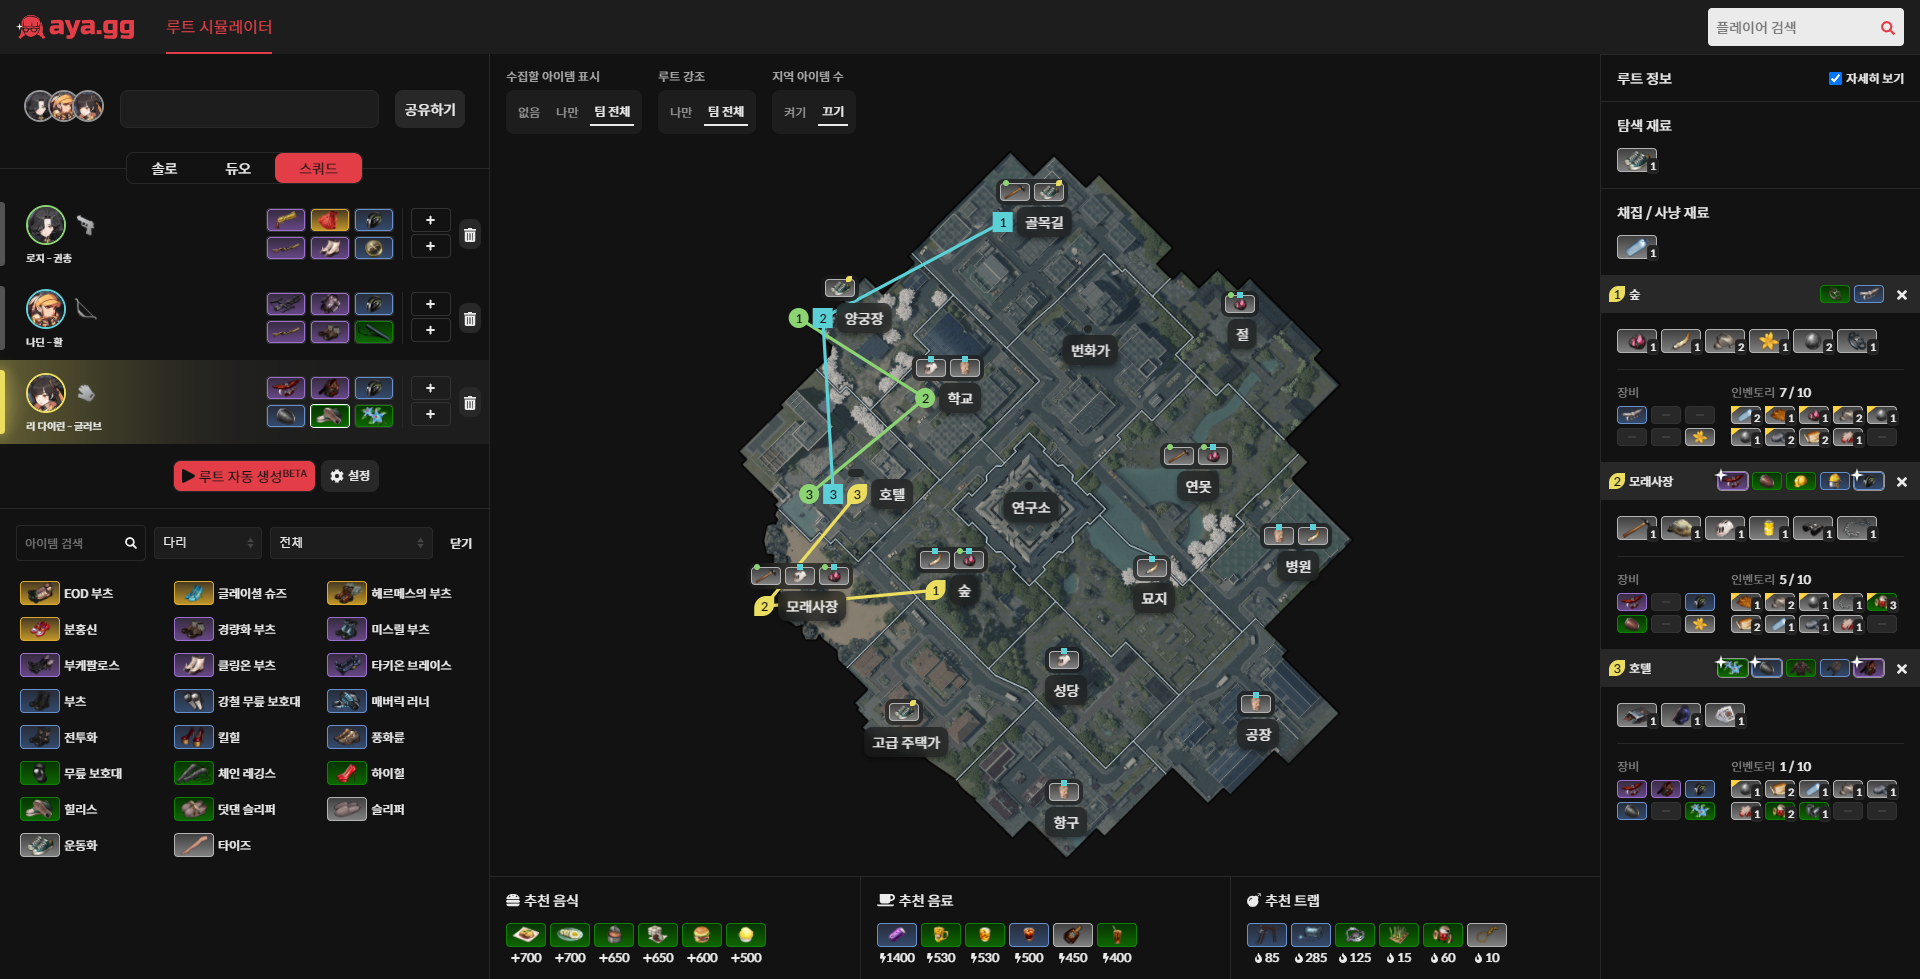 aya.gg
루트 시뮬레이터
플레이어 검색
공유하기
솔로
듀오
스쿼드
로지 - 권총
+
+
나딘 - 활
+
+
리 다이린 - 글러브
+
+
루트 자동 생성BETA
설정
아이템 검색
다리
전체
닫기
EOD 부츠
글레이셜 슈즈
헤르메스의 부츠
분홍신
경량화 부츠
미스릴 부츠
부케팔로스
클링온 부츠
타키온 브레이스
부츠
강철 무릎 보호대
매버릭 러너
전투화
킬힐
풍화륜
무릎 보호대
체인 레깅스
하이힐
힐리스
덧댄 슬리퍼
슬리퍼
운동화
타이즈
수집할 아이템 표시
없음
나만
팀 전체
루트 강조
나만
팀 전체
지역 아이템 수
켜기
끄기
1
골목길
1
2
양궁장
절
번화가
2
학교
3
3
3
호텔
연못
연구소
병원
1
숲
묘지
2
모래사장
성당
고급 주택가
공장
항구
추천 음식
+700
+700
+650
+650
+600
+500
추천 음료
1400
530
530
500
450
400
추천 트랩
85
285
125
15
60
10
루트 정보
자세히 보기
탐색 재료
1
채집 / 사냥 재료
1
1
숲
1
1
2
1
2
1
장비
인벤토리 7 / 10
2
1
1
2
1
1
2
2
1
2
모래사장
1
1
1
1
1
1
장비
인벤토리 5 / 10
1
2
1
1
3
2
1
1
1
3
호텔
1
1
1
장비
인벤토리 1 / 10
1
2
1
1
1
1
2
1